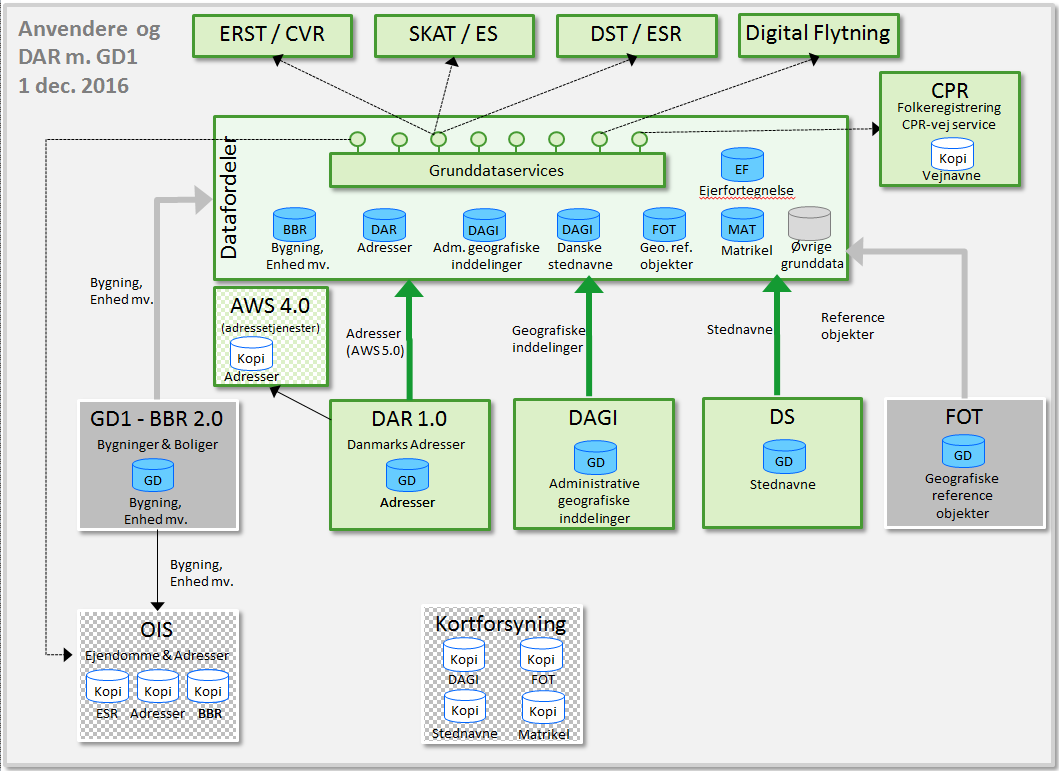 Anvendere og
DAR m. GD1
1 dec. 2016
ERST / CVR
SKAT / ES
DST / ESR
Digital Flytning
CPR
Folkeregistrering
CPR-vej service
Kopi
Vejnavne
Datafordeler
Grunddataservices
EF
Ejerfortegnelse
BBR
Bygning,
Enhed mv.
DAR
Adresser
DAGI
Adm. geografiske
inddelinger
DAGI
Danske
stednavne
FOT
Geo. ref.
objekter
MAT
Matrikel
Øvrige
grunddata
Bygning,
Enhed mv.
AWS 4.0
(adressetjenester)
Kopi
Adresser
Adresser
(AWS 5.0)
Geografiske
inddelinger
Stednavne
Reference
objekter
GD1 - BBR 2.0
Bygninger & Boliger
GD
Bygning,
Enhed mv.
DAR 1.0
Danmarks Adresser
GD
Adresser
DAGI
GD
Administrative
geografiske
inddelinger
DS
GD
Stednavne
FOT
GD
Geografiske
reference
objekter
Bygning,
Enhed mv.
OIS
Ejendomme & Adresser
Kopi
Kopi
Kopi
ESR
Adresser
BBR
Kortforsyning
Kopi
Kopi
DAGI
FOT
Kopi
Kopi
Stednavne
Matrikel